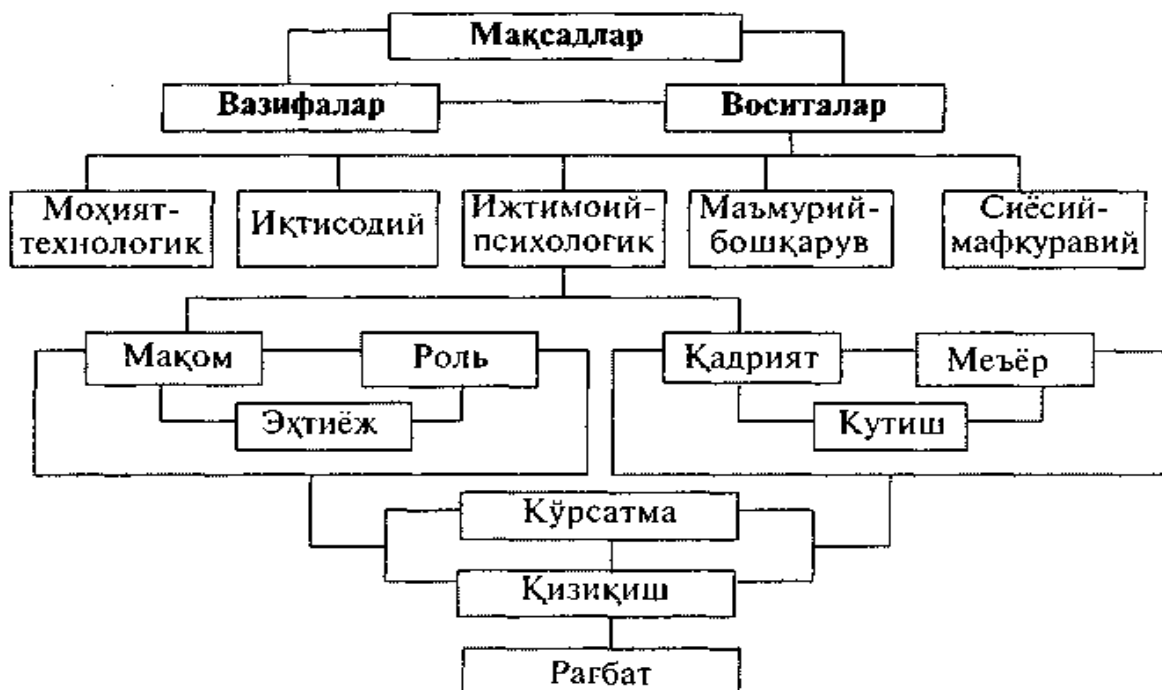 Мақсадлар
Вазифалар
Воситалар
Моҳият-
технологик
Иқтисодий
Ижтимоий-
психологик
Маъмурий-
бошқарув
Сиёсий-
мафкуравий
Мақом
Роль
Эҳтиёж
Қадрият
Меъёр
Кутиш
Кўрсатма
Қизиқиш
Рағбат